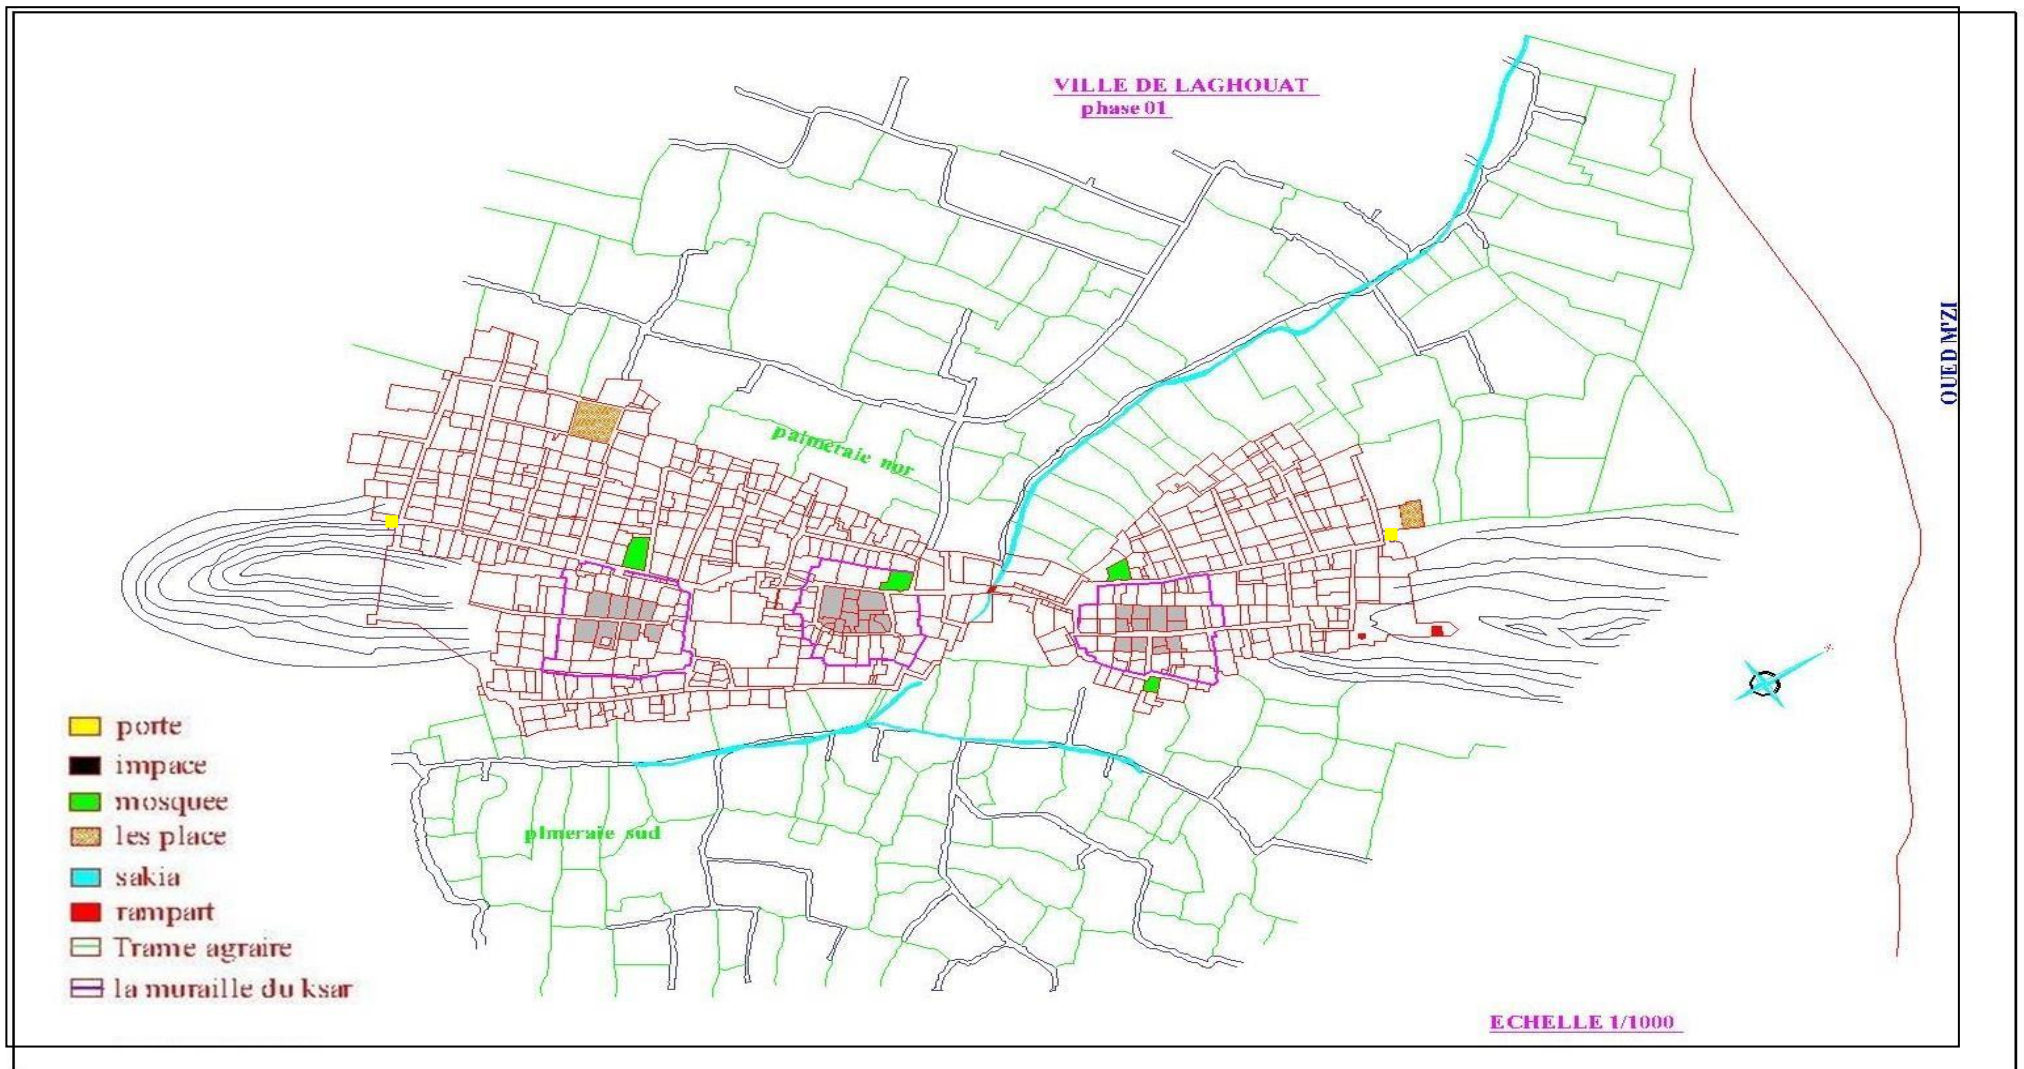 VILLE DE LAGHOUAT
phase 01
OUED M'ZI
palmeraie nor
porte
impace
mosquee
les place
sakia
rampart
Trame agraire
la muraille du ksar
plmeraie sud
ECHELLE 1/1000